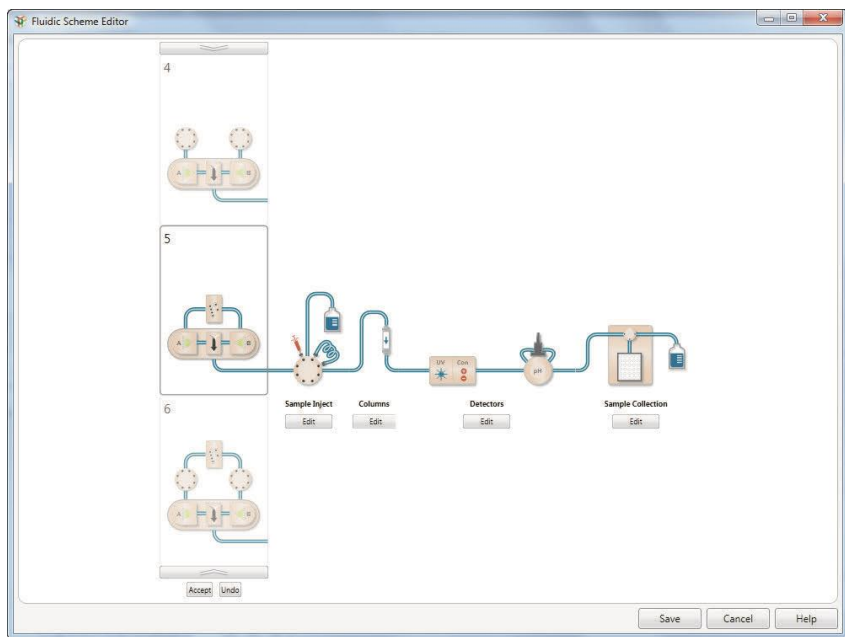 Fluidic Scheme Editor
4
A B
5
A B
UV Con
pH
Sample Inject Columns Detectors Sample Collection
Edit Edit Edit Edit
6
A B
Accept Undo
Save Cancel Help